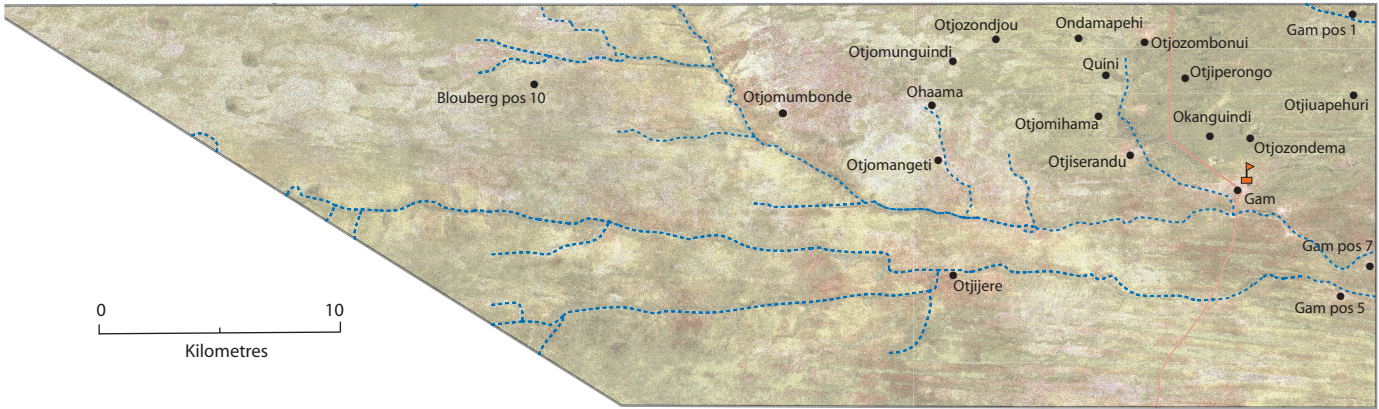 Gam pos 1
Otjozondjou
Ondamapehi
Otjozombonui
Otjomunguindi
Quini
Otjiperongo
Blouberg pos 10
Otjomumbonde
Ohaama
Otjiuapehuri
Otjomihama
Okanguindi
Otjozondema
Otjomangeti
Otjiserandu
Gam
Gam pos 7
Otjijere
Gam pos 5
0 10
Kilometres